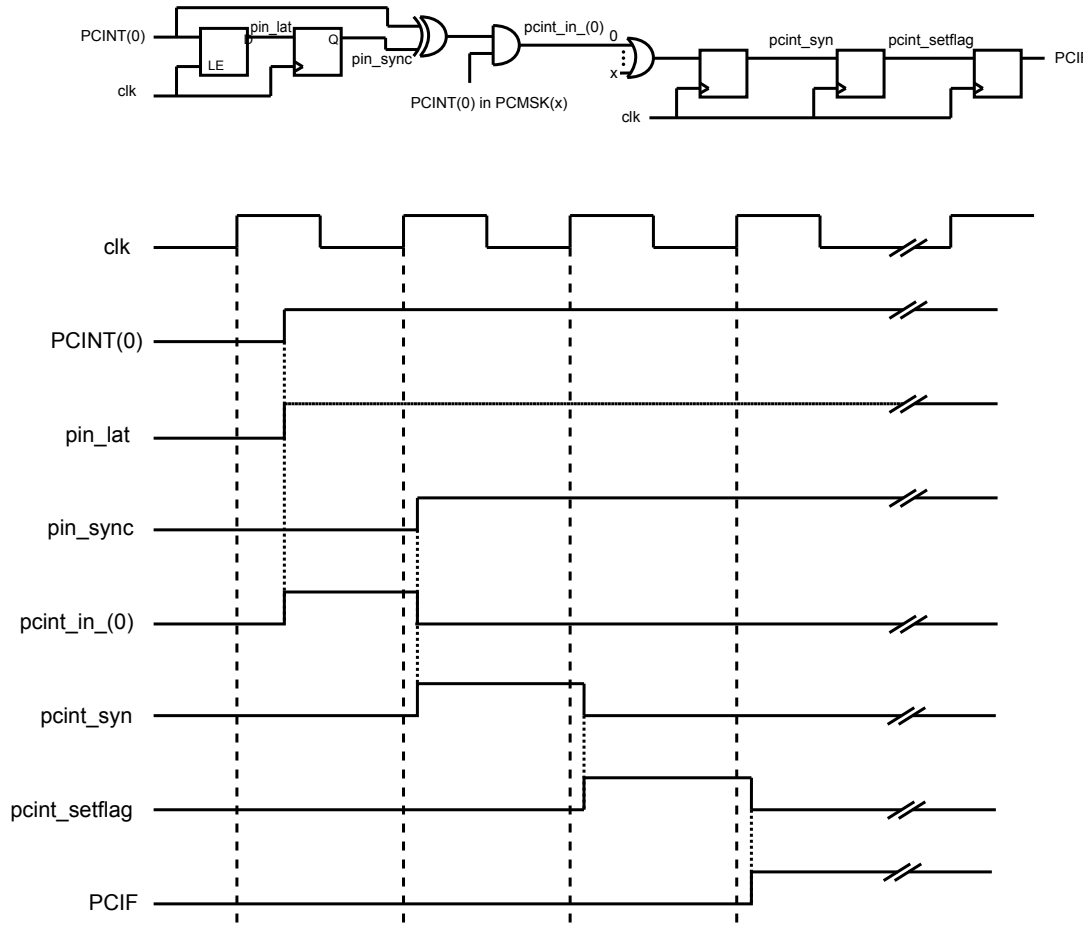 PCINT(0)
pin_lat
D
Q
LE
pin_sync
clk
pcint_in_(0)
0
x
PCINT(0) in PCMSK(x)
clk
pcint_syn
pcint_setflag
PCIF
clk
PCINT(0)
pin_lat
pin_sync
pcint_in_(0)
pcint_syn
pcint_setflag
PCIF